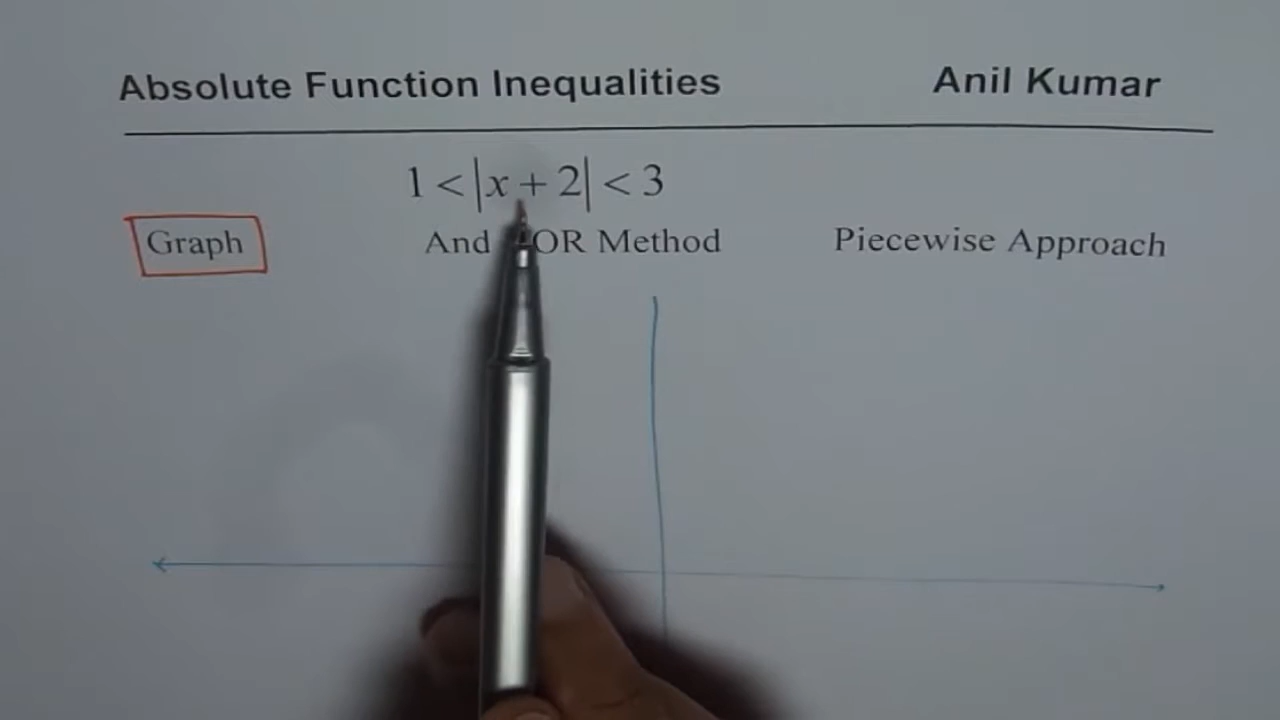 Absolute Function Inequalities Anil Kumar
1 < |x + 2| < 3
Graph And OR Method Piecewise Approach